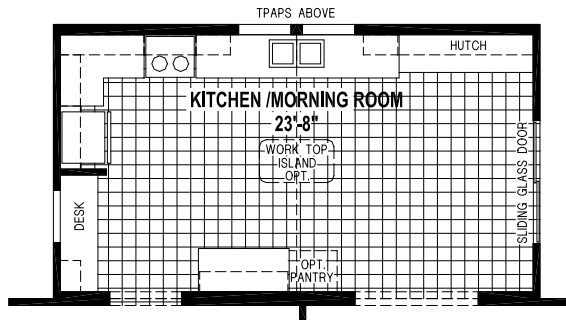 TPAPS ABOVE
HUTCH
KITCHEN /MORNING ROOM
23'-8"
WORK TOP
ISLAND
OPT.
SLIDING GLASS DOOR
DESK
OPT.
PANTRY